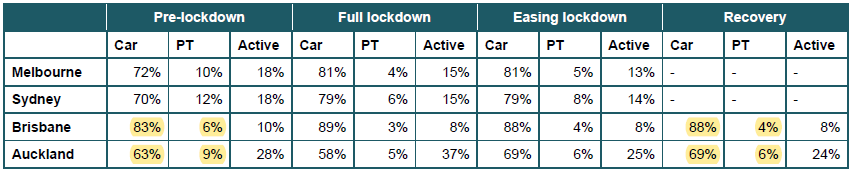 Pre-lockdown Full lockdown Easing lockdown Recovery
Car PT Active Car PT Active Car PT Active Car PT Active
Melbourne 72% 10% 18% 81% 4% 15% 81% 5% 13% - - -
Sydney 70% 12% 18% 79% 6% 15% 79% 8% 14% - - -
Brisbane 83% 6% 10% 89% 3% 8% 88% 4% 8% 88% 4% 8%
Auckland 63% 9% 28% 58% 5% 37% 69% 6% 25% 69% 6% 24%